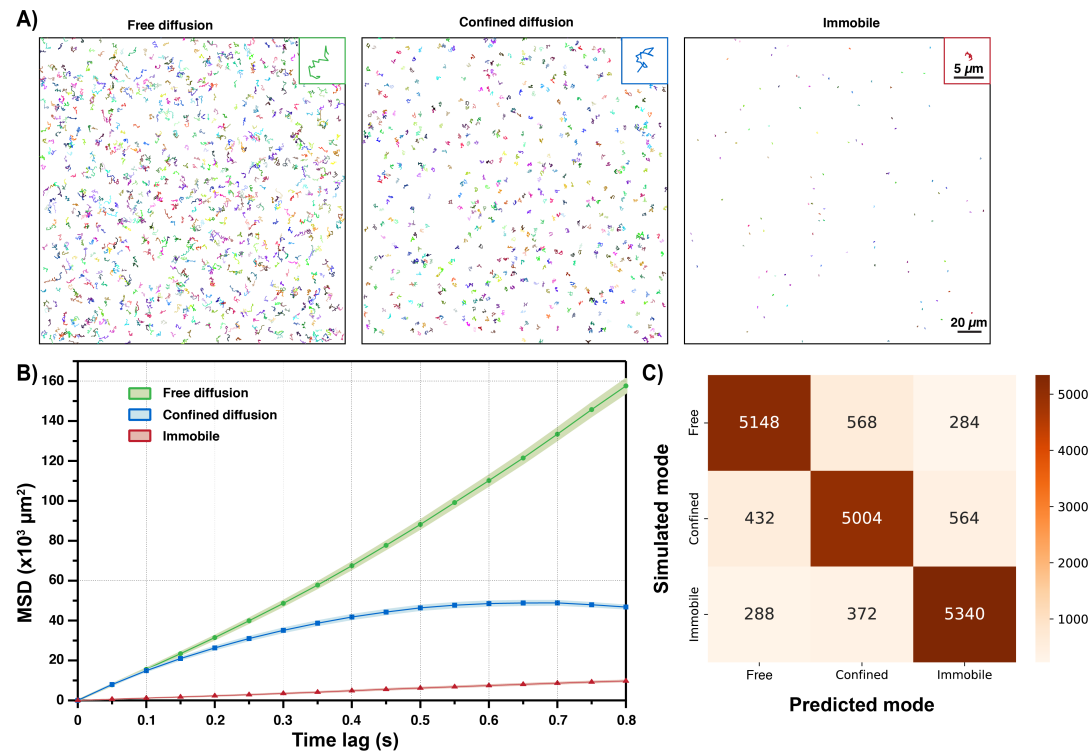 A)
Free diffusion
Confined diffusion
Immobile
5 µm
20 µm
B)
MSD (x10³ µm²)
160
140
120
100
80
60
40
20
0
Free diffusion
Confined diffusion
Immobile
0 0.1 0.2 0.3 0.4 0.5 0.6 0.7 0.8
Time lag (s)
C)
Simulated mode
Free
Confined
Immobile
5148 568 284
432 5004 564
288 372 5340
Free Confined Immobile
Predicted mode
5000
4000
3000
2000
1000